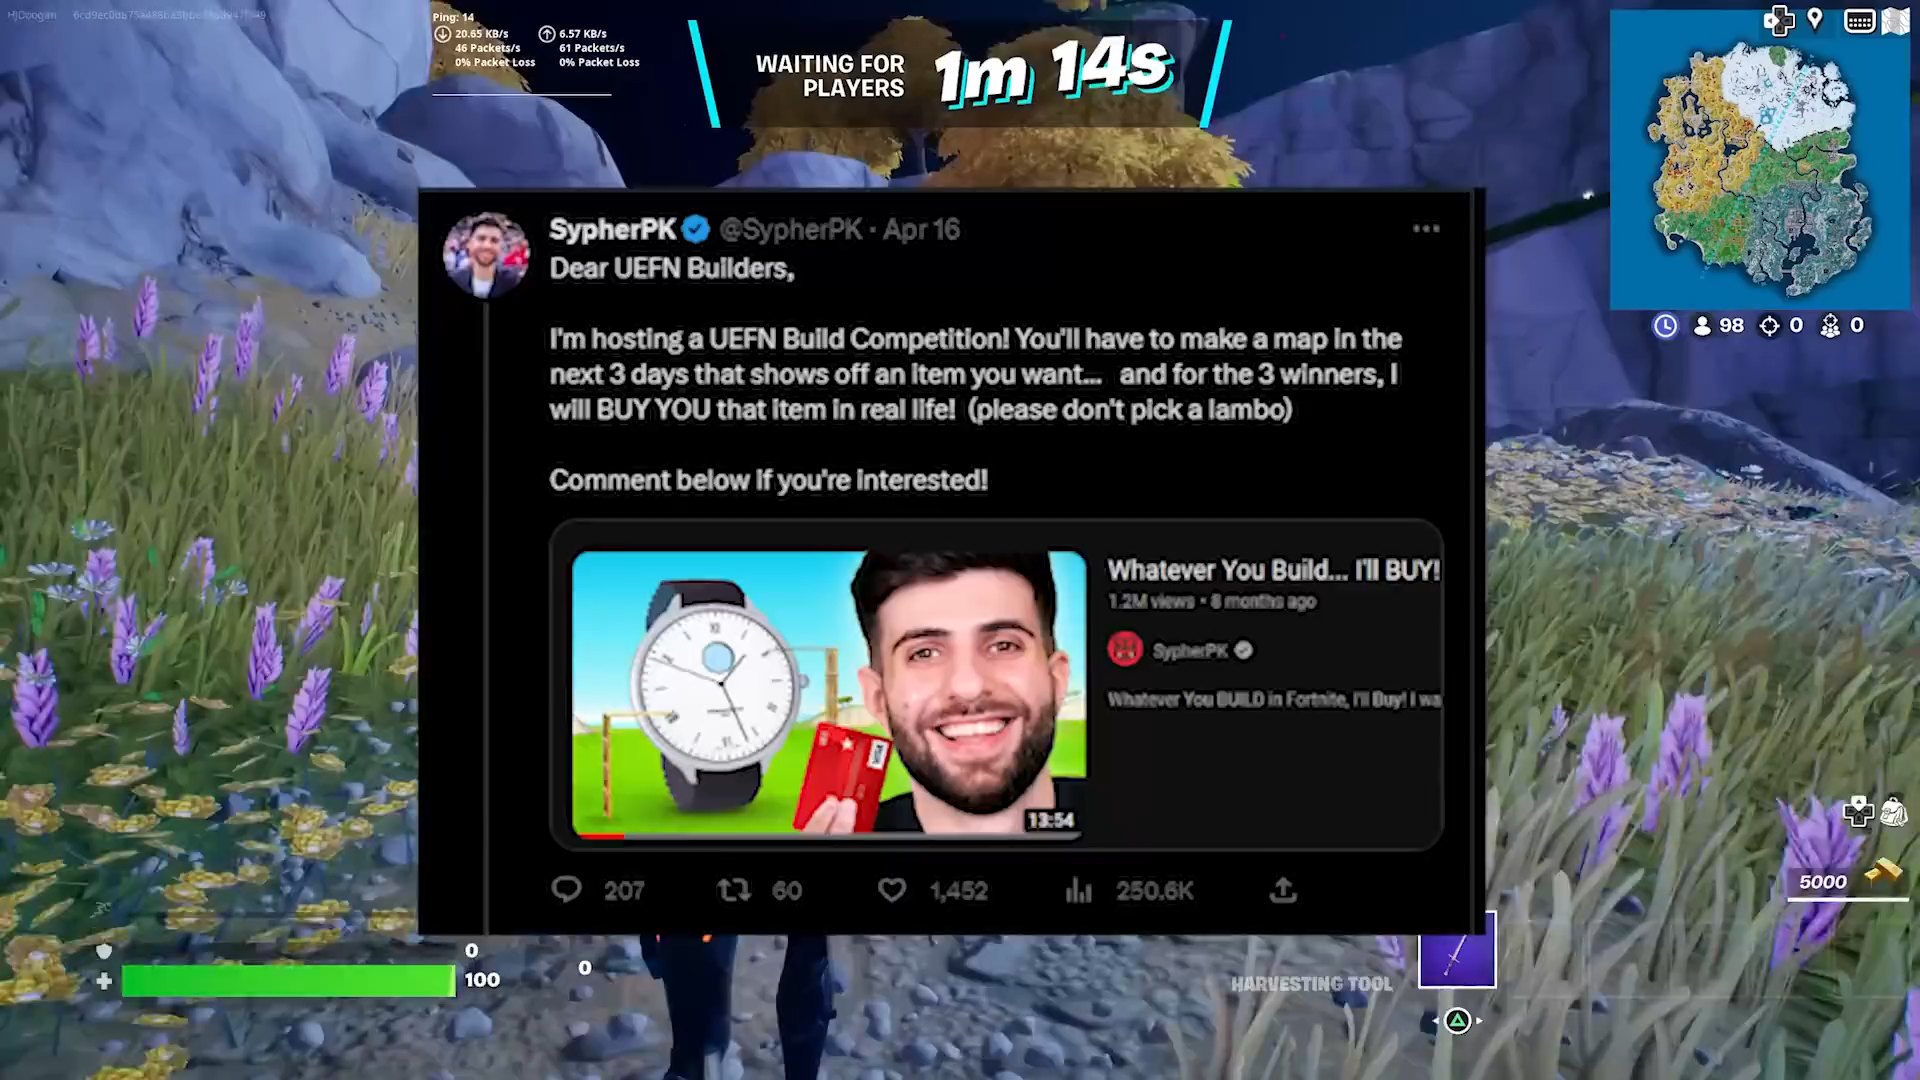 HjDoogan
Ping: 14
20.65 KB/s 6.57 KB/s
46 Packets/s 61 Packets/s
0% Packet Loss 0% Packet Loss
WAITING FOR
PLAYERS
1m 14s
98 0 0
SypherPK @SypherPK · Apr 16
Dear UEFN Builders,
I'm hosting a UEFN Build Competition! You'll have to make a map in the
next 3 days that shows off an item you want... and for the 3 winners, I
will BUY YOU that item in real life! (please don't pick a lambo)
Comment below if you're interested!
Whatever You Build... I'll BUY!
1.2M views • 8 months ago
SypherPK
Whatever You BUILD in Fortnite, I'll Buy! I wa
13:54
207 60 1,452 250.6K
5000
0
100
0
HARVESTING TOOL